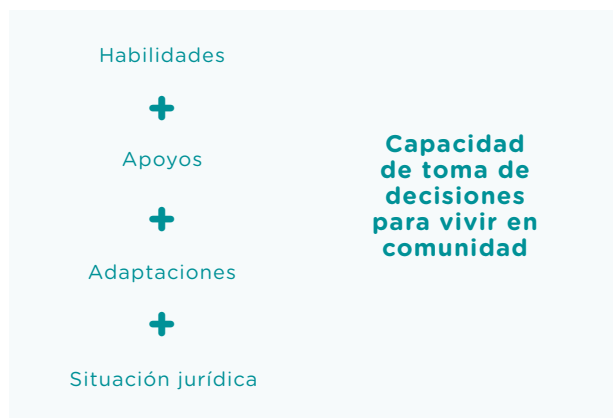 Habilidades
+
Apoyos
+
Adaptaciones
+
Situación jurídica
Capacidad
de toma de
decisiones
para vivir en
comunidad